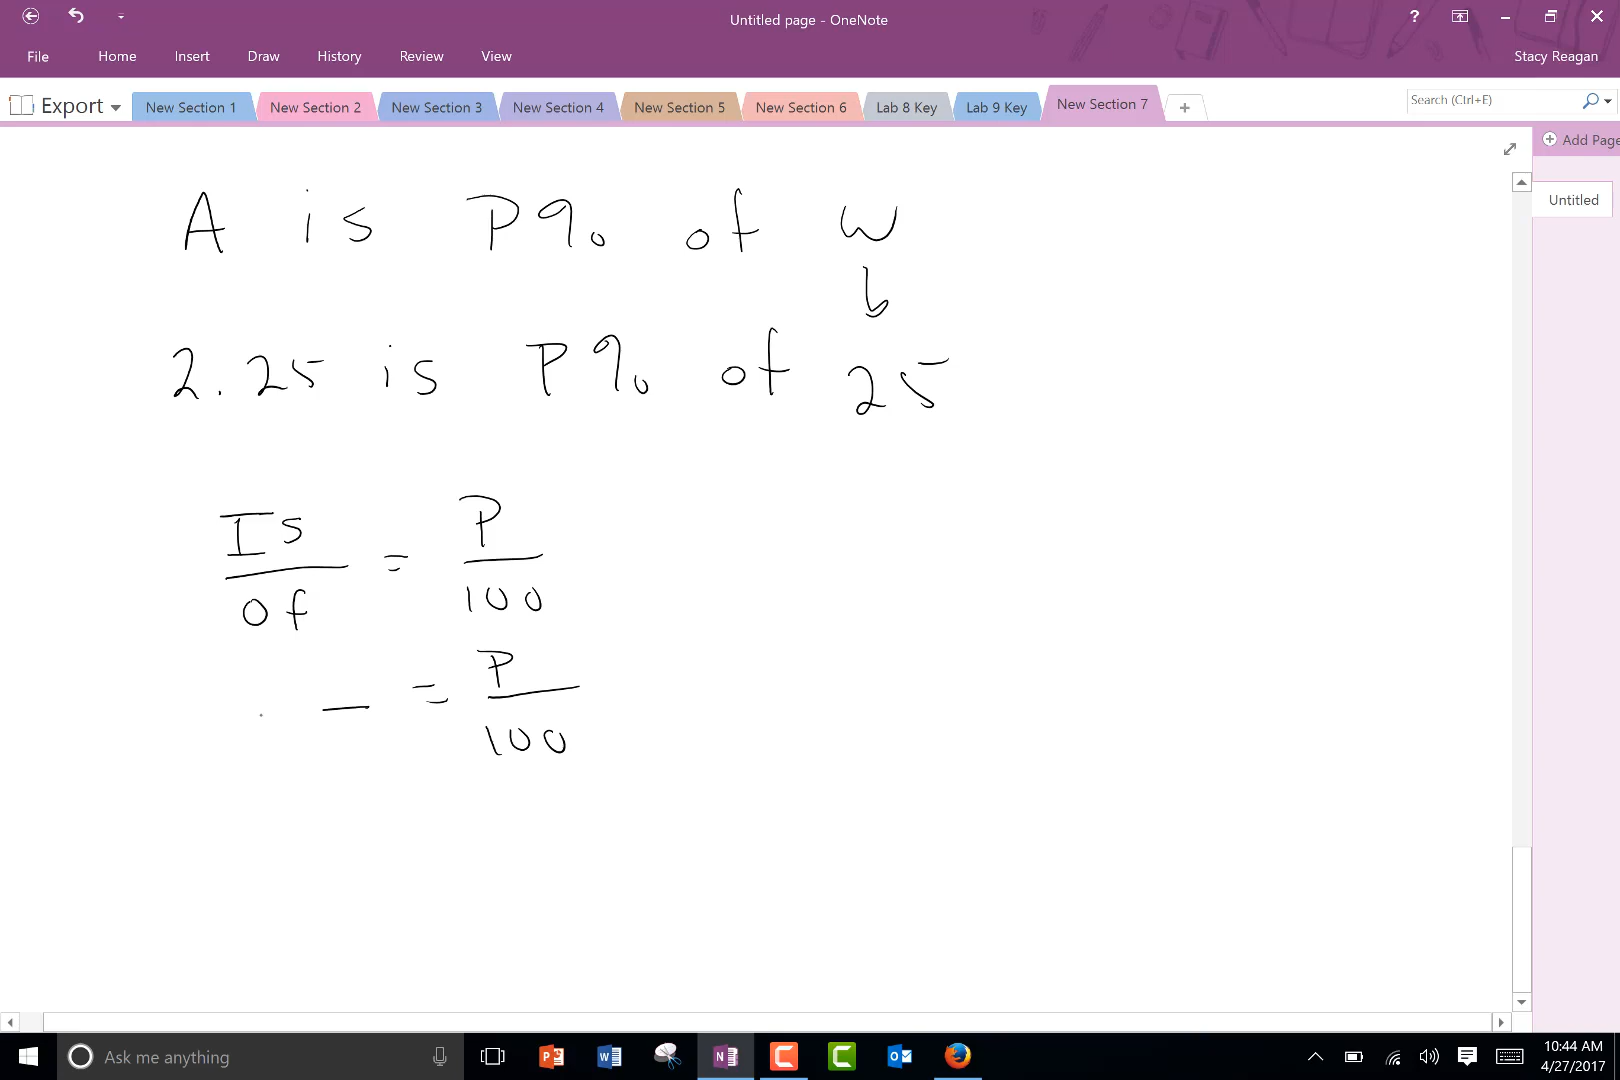 Untitled page - OneNote
?
File Home Insert Draw History Review View
Stacy Reagan
Export New Section 1 New Section 2 New Section 3 New Section 4 New Section 5 New Section 6 Lab 8 Key Lab 9 Key New Section 7 +
Search (Ctrl+E)
Add Page
Untitled
A is P% of W
2.25 is P% of 25
Is = P
of 100
= P
100
Ask me anything
10:44 AM
4/27/2017